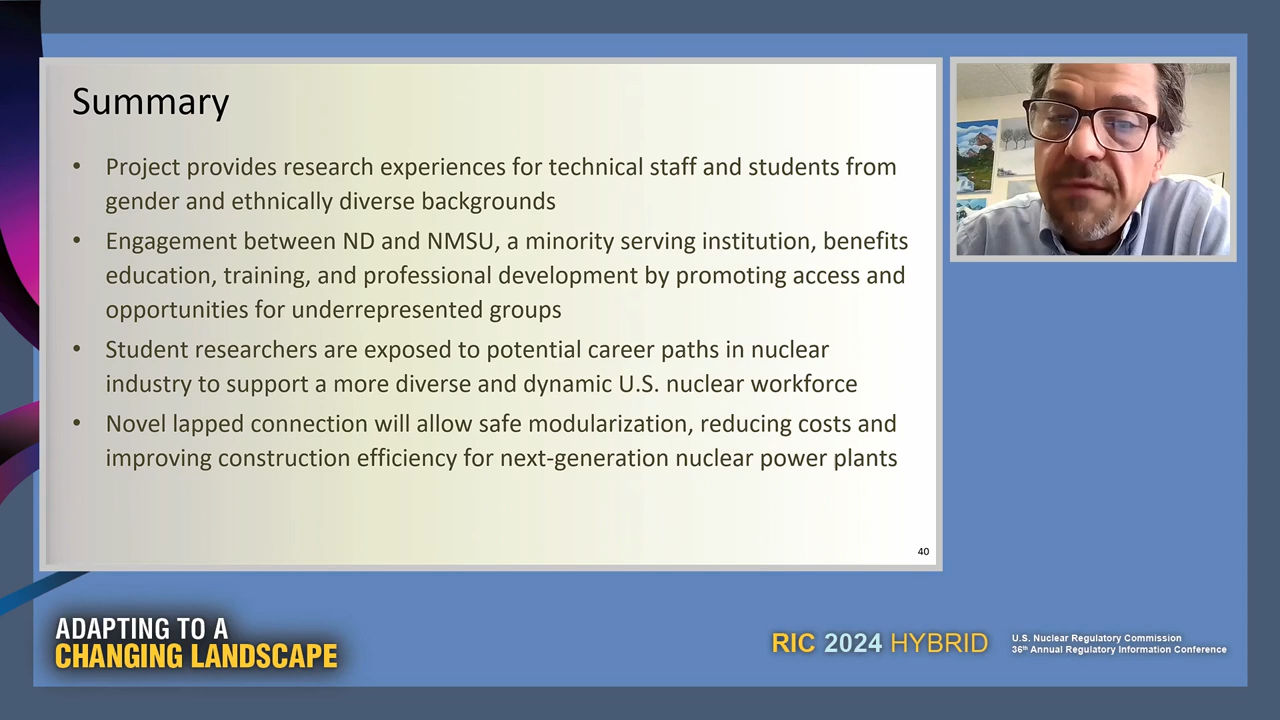 Summary
• Project provides research experiences for technical staff and students from
gender and ethnically diverse backgrounds
• Engagement between ND and NMSU, a minority serving institution, benefits
education, training, and professional development by promoting access and
opportunities for underrepresented groups
• Student researchers are exposed to potential career paths in nuclear
industry to support a more diverse and dynamic U.S. nuclear workforce
• Novel lapped connection will allow safe modularization, reducing costs and
improving construction efficiency for next-generation nuclear power plants
40
ADAPTING TO A
CHANGING LANDSCAPE
RIC 2024 HYBRID
U.S. Nuclear Regulatory Commission
36th Annual Regulatory Information Conference